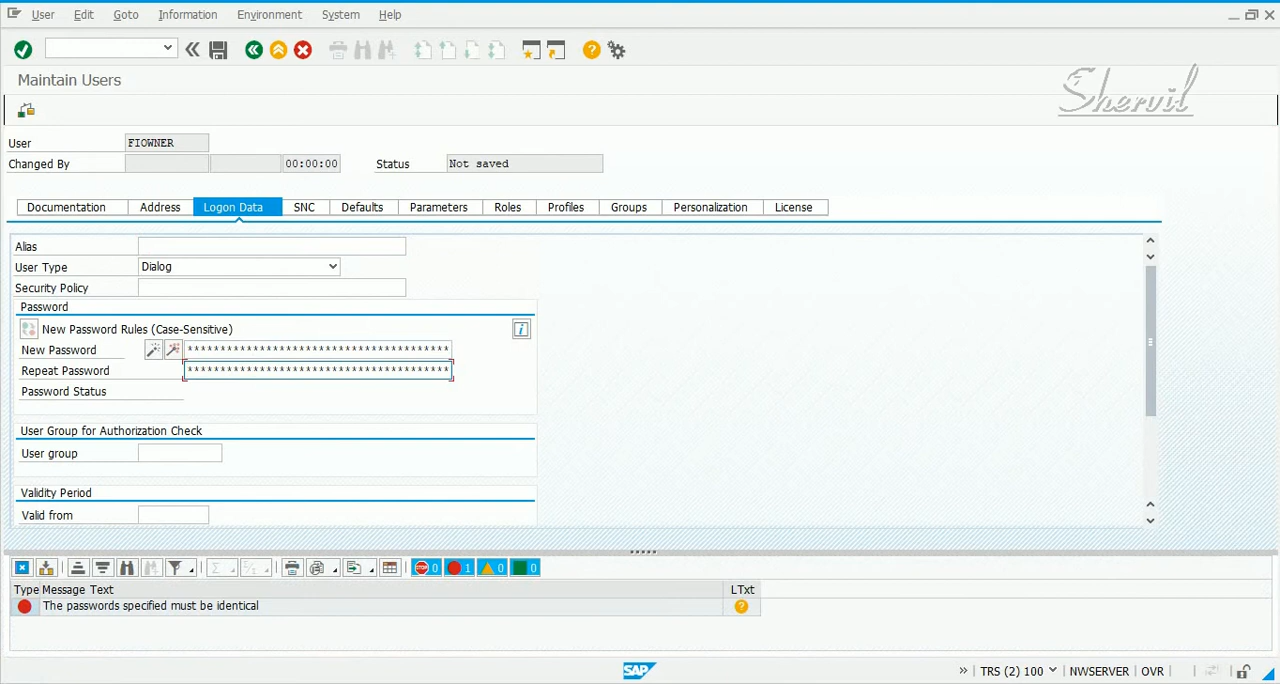 User Edit Goto Information Environment System Help
Maintain Users
Shervil
User FIOWNER
Changed By 00:00:00 Status Not saved
Documentation Address Logon Data SNC Defaults Parameters Roles Profiles Groups Personalization License
Alias
User Type Dialog
Security Policy
Password
New Password Rules (Case-Sensitive)
New Password ****************************************
Repeat Password ****************************************
Password Status
User Group for Authorization Check
User group
Validity Period
Valid from
STOP 0 1 0 0
Type Message Text LTxt
The passwords specified must be identical
SAP » TRS (2) 100 NWSERVER OVR